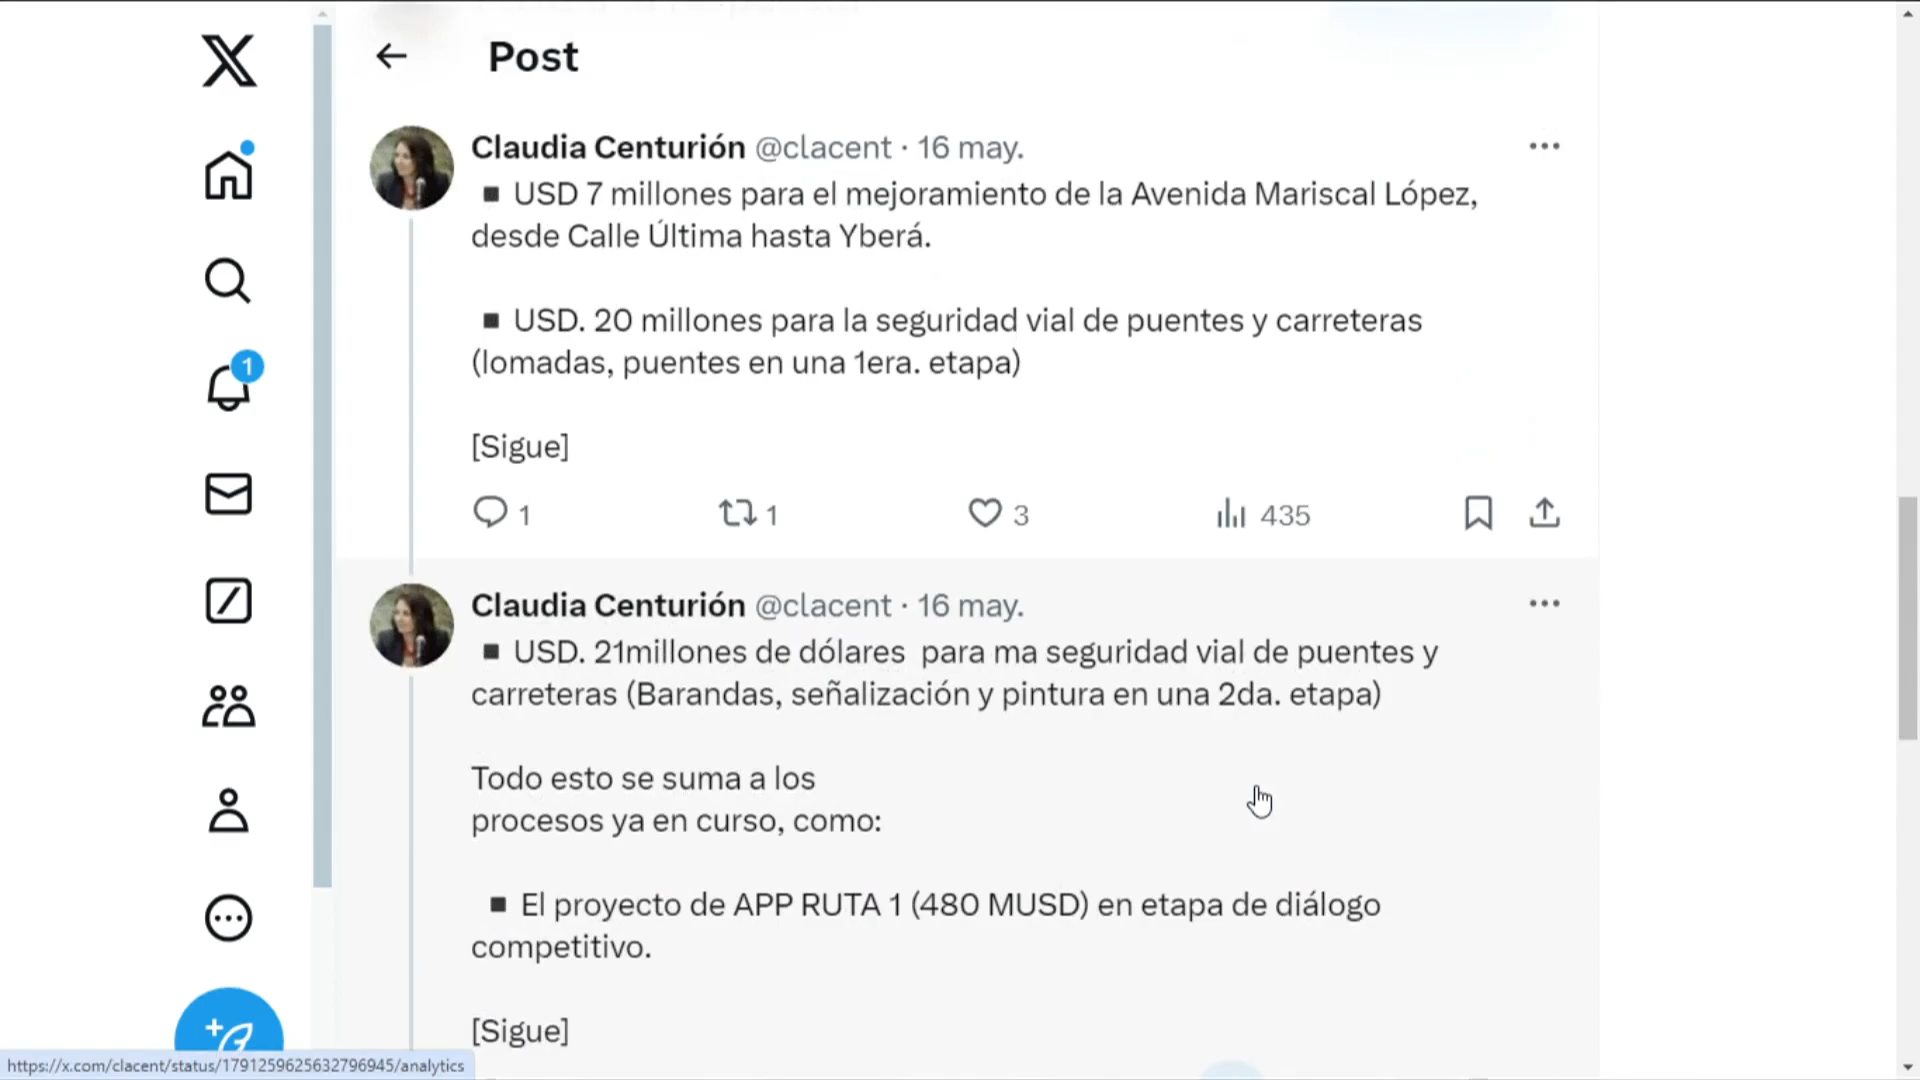 Post
Claudia Centurión @clacent · 16 may.
▪ USD 7 millones para el mejoramiento de la Avenida Mariscal López,
desde Calle Última hasta Yberá.
▪ USD. 20 millones para la seguridad vial de puentes y carreteras
(lomadas, puentes en una 1era. etapa)
[Sigue]
1
1
3
435
1
Claudia Centurión @clacent · 16 may.
▪ USD. 21millones de dólares  para ma seguridad vial de puentes y
carreteras (Barandas, señalización y pintura en una 2da. etapa)
Todo esto se suma a los
procesos ya en curso, como:
▪ El proyecto de APP RUTA 1 (480 MUSD) en etapa de diálogo
competitivo.
[Sigue]
https://x.com/clacent/status/1791259625632796945/analytics